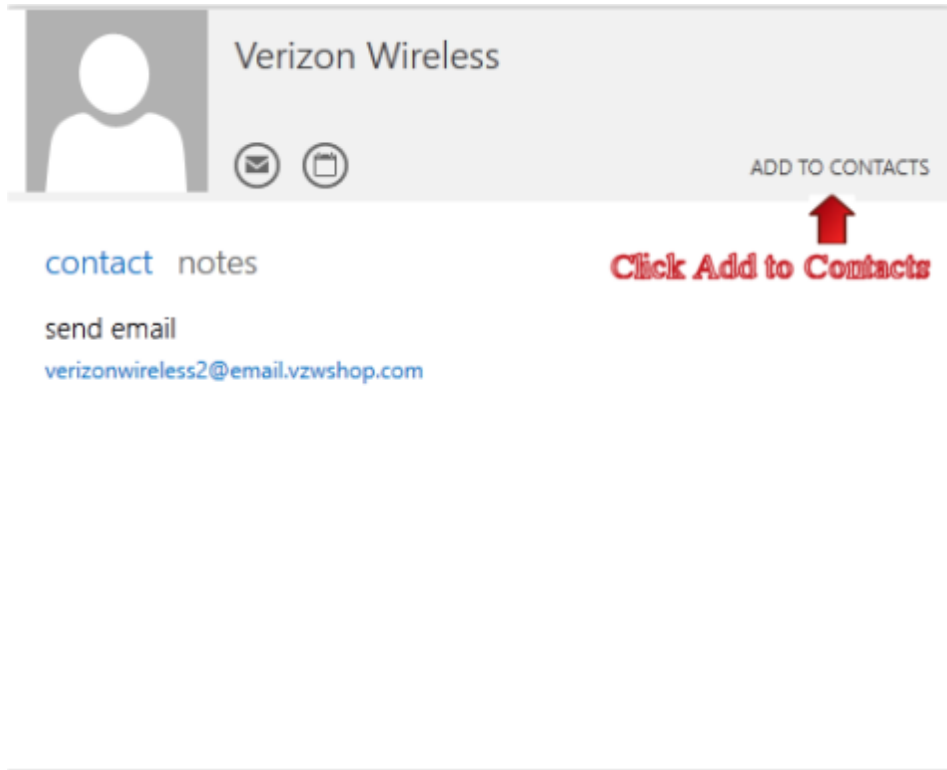 Verizon Wireless
ADD TO CONTACTS
Click Add to Contacts
contact notes
send email
verizonwireless2@email.vzwshop.com